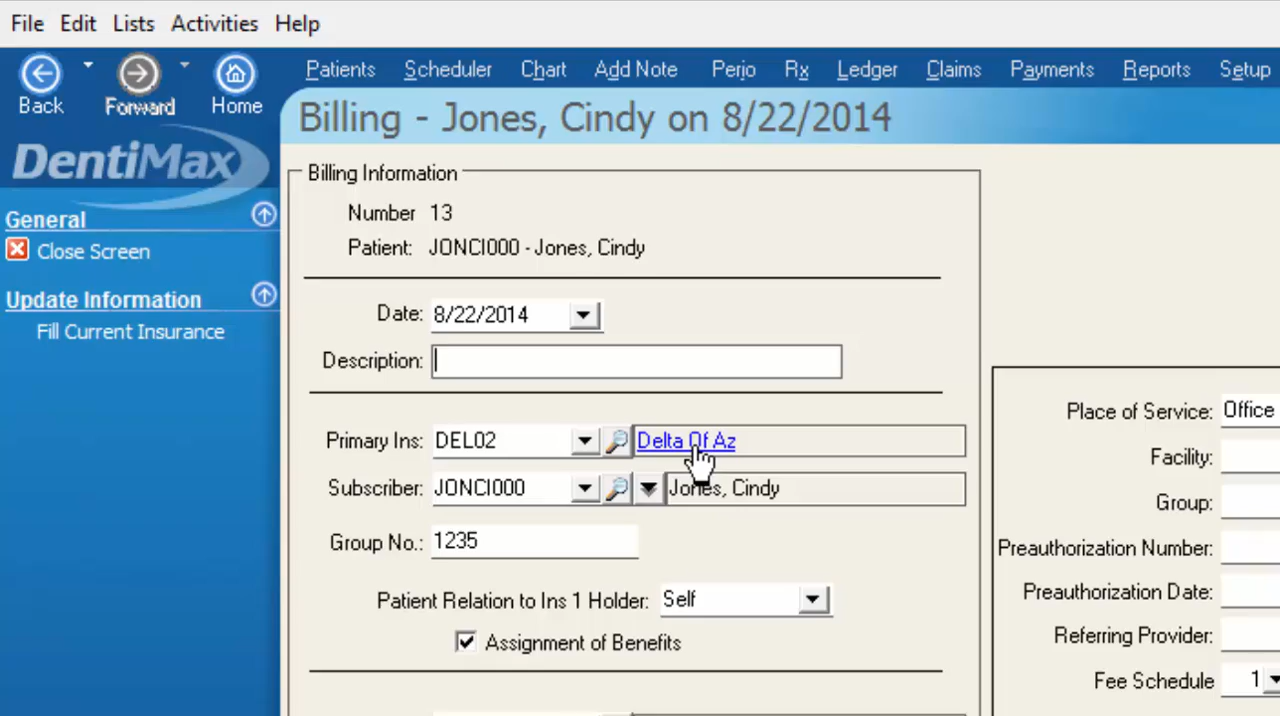 File Edit Lists Activities Help
Back Forward Home
Patients Scheduler Chart Add Note Perio Rx Ledger Claims Payments Reports Setup
Billing - Jones, Cindy on 8/22/2014
DentiMax
General
Close Screen
Update Information
Fill Current Insurance
Billing Information
Number 13
Patient: JONCI000 - Jones, Cindy
Date: 8/22/2014
Description:
Primary Ins: DEL02 Delta Of Az
Subscriber: JONCI000 Jones, Cindy
Group No.: 1235
Patient Relation to Ins 1 Holder: Self
Assignment of Benefits
Place of Service: Office
Facility:
Group:
Preauthorization Number:
Preauthorization Date:
Referring Provider:
Fee Schedule 1